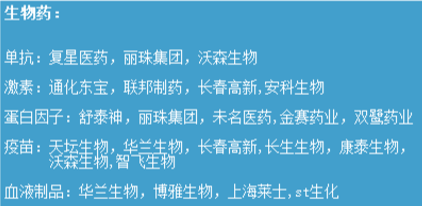 生物药：
单抗：复星医药，丽珠集团，沃森生物
激素：通化东宝，联邦制药，长春高新,安科生物
蛋白因子：舒泰神，丽珠集团，未名医药,金赛药业，双鹭药业
疫苗：天坛生物，华兰生物，长春高新,长生生物，康泰生物，
沃森生物,智飞生物
血液制品：华兰生物，博雅生物，上海莱士,st生化